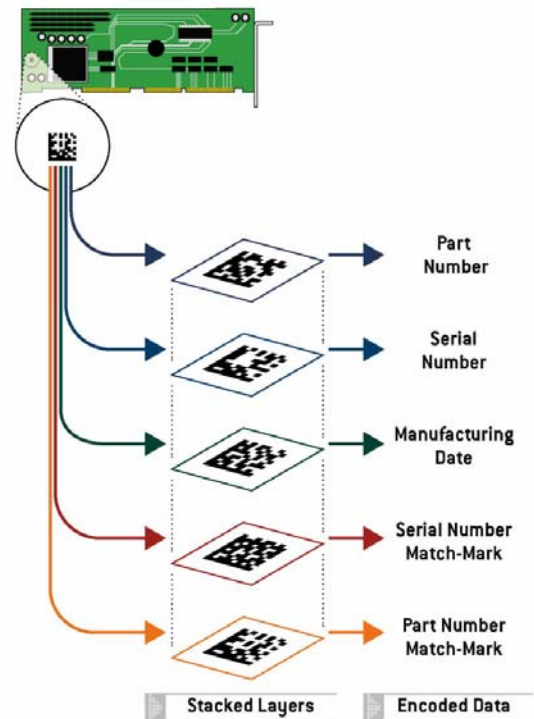 Part
Number
Serial
Number
Manufacturing
Date
Serial Number
Match-Mark
Part Number
Match-Mark
Stacked Layers
Encoded Data